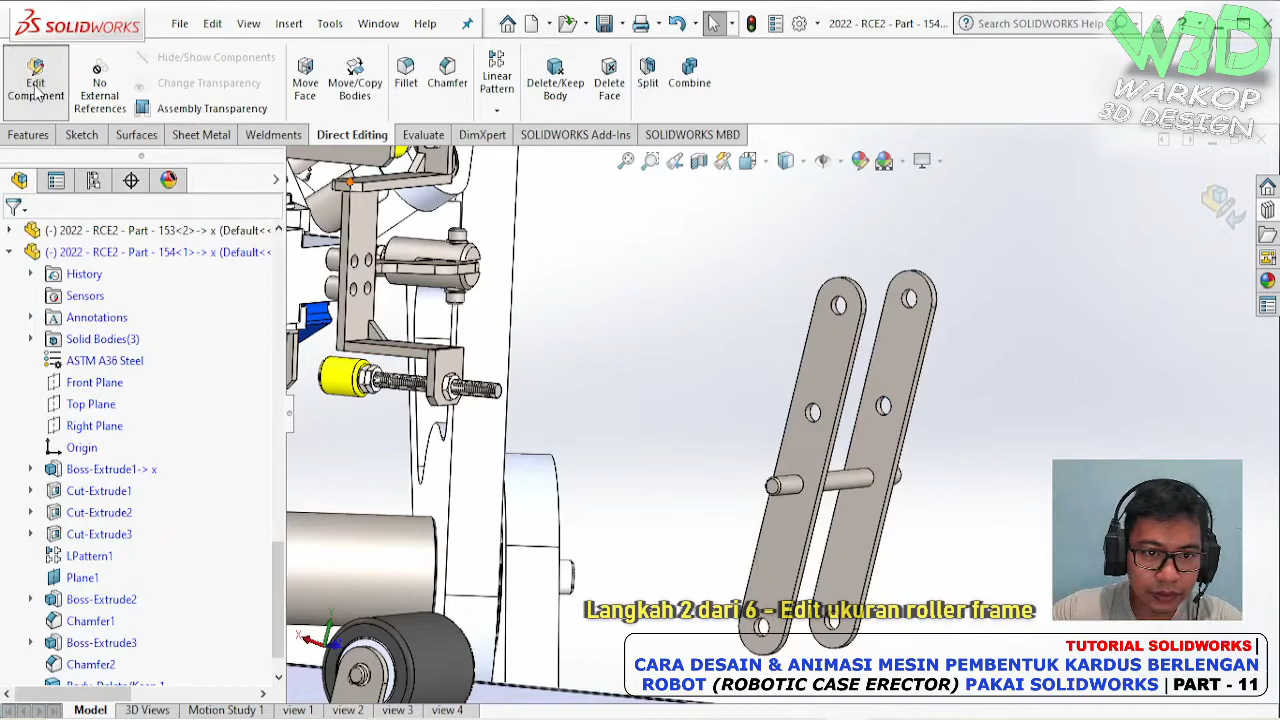 SOLIDWORKS
File
Edit
View
Insert
Tools
Window
Help
2022 - RCE2 - Part - 154...
Search SOLIDWORKS Help
W3D
WARKOP
3D DESIGN
Edit
Component
No
External
References
Hide/Show Components
Change Transparency
Assembly Transparency
Move
Face
Move/Copy
Bodies
Fillet
Chamfer
Linear
Pattern
Delete/Keep
Body
Delete
Face
Split
Combine
Features
Sketch
Surfaces
Sheet Metal
Weldments
Direct Editing
Evaluate
DimXpert
SOLIDWORKS Add-Ins
SOLIDWORKS MBD
(-) 2022 - RCE2 - Part - 153<2>-> x (Default<<
(-) 2022 - RCE2 - Part - 154<1>-> x (Default<<
History
Sensors
Annotations
Solid Bodies(3)
ASTM A36 Steel
Front Plane
Top Plane
Right Plane
Origin
Boss-Extrude1-> x
Cut-Extrude1
Cut-Extrude2
Cut-Extrude3
LPattern1
Plane1
Boss-Extrude2
Chamfer1
Boss-Extrude3
Chamfer2
Langkah 2 dari 6 - Edit ukuran roller frame
TUTORIAL SOLIDWORKS |
CARA DESAIN & ANIMASI MESIN PEMBENTUK KARDUS BERLENGAN
ROBOT (ROBOTIC CASE ERECTOR) PAKAI SOLIDWORKS | PART - 11
Model
3D Views
Motion Study 1
view 1
view 2
view 3
view 4